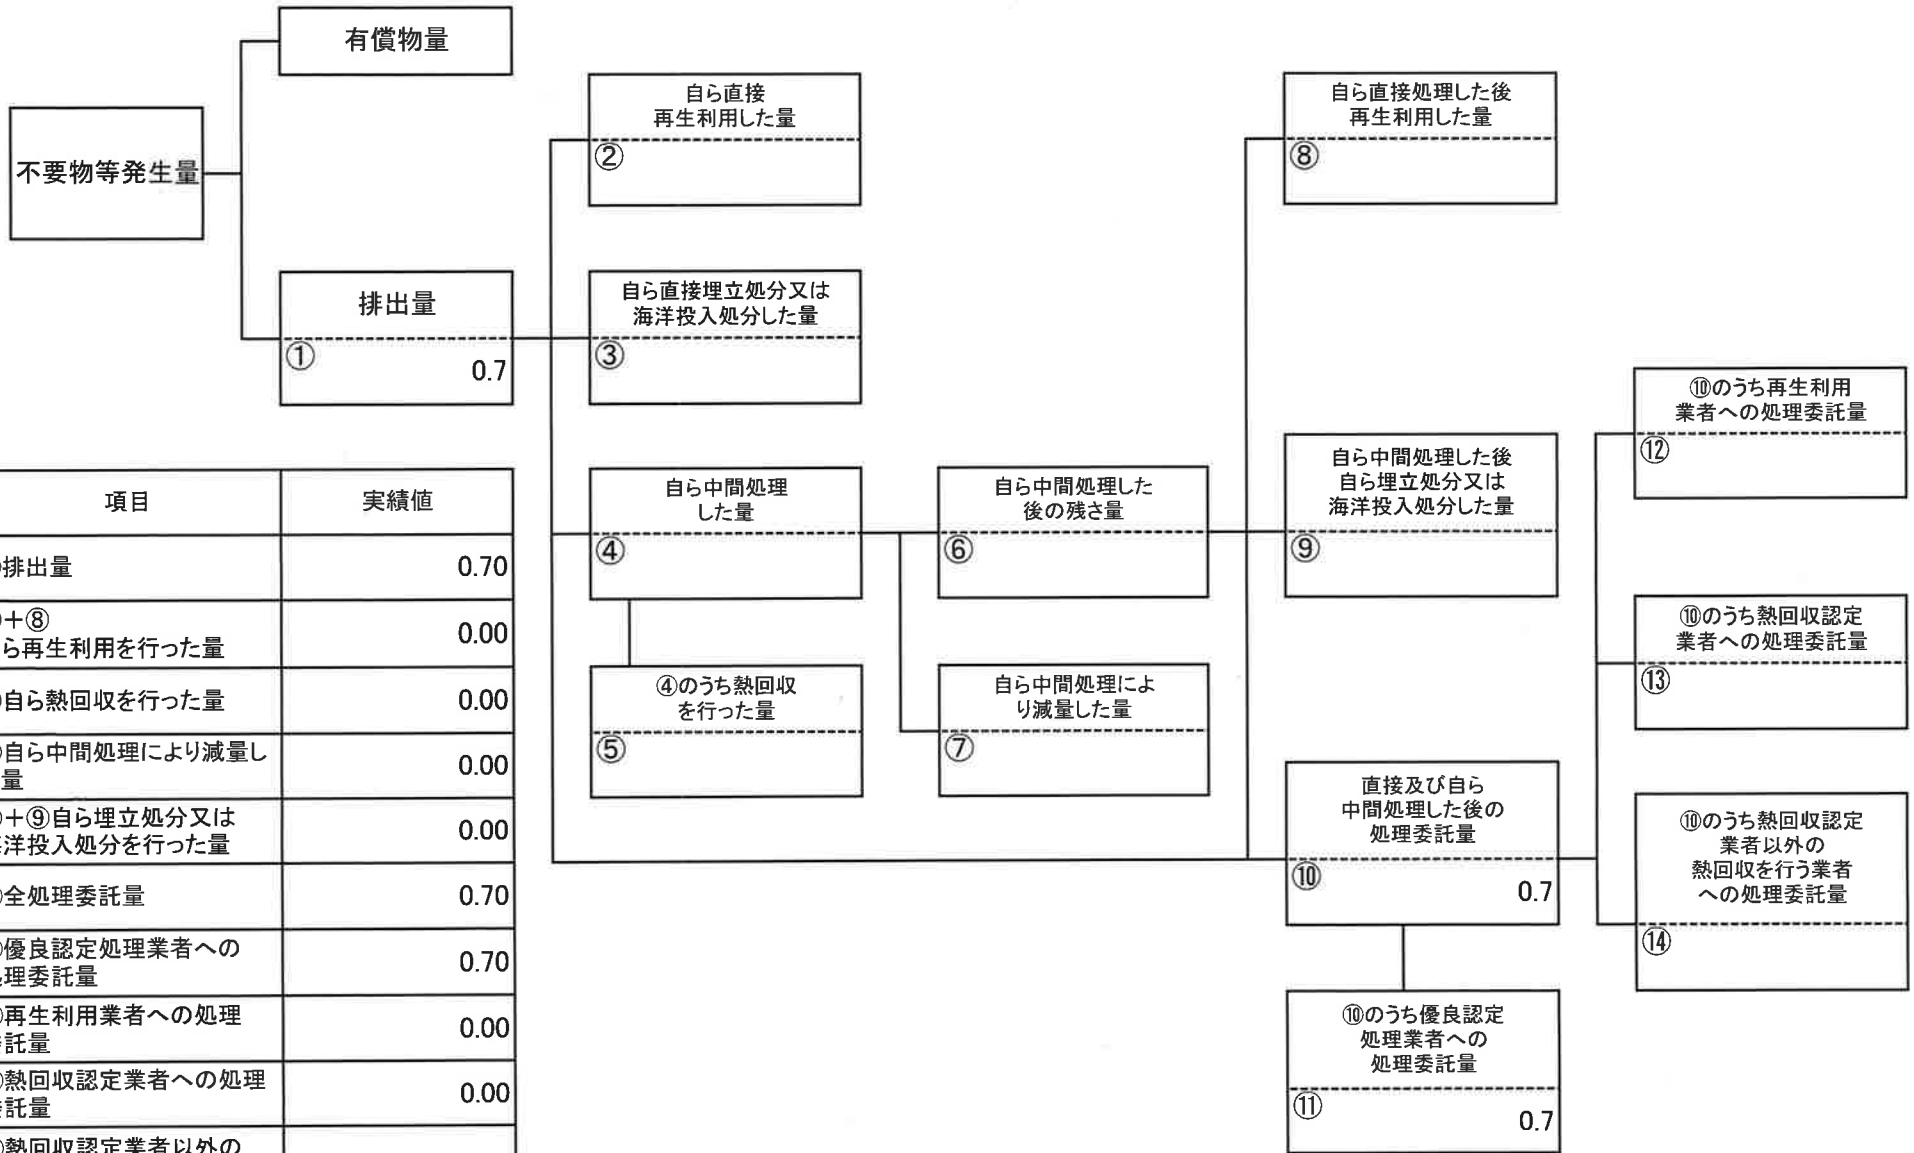 有償物量
不要物等発生量
排出量
①
0.7
自ら直接
再生利用した量
②
自ら直接埋立処分又は
海洋投入処分した量
③
自ら中間処理
した量
④
④のうち熱回収
を行った量
⑤
自ら中間処理した
後の残さ量
⑥
自ら中間処理によ
り減量した量
⑦
自ら直接処理した後
再生利用した量
⑧
自ら中間処理した後
自ら埋立処分又は
海洋投入処分した量
⑨
直接及び自ら
中間処理した後の
処理委託量
⑩
0.7
⑩のうち優良認定
処理業者への
処理委託量
⑪
0.7
⑩のうち再生利用
業者への処理委託量
⑫
⑩のうち熱回収認定
業者への処理委託量
⑬
⑩のうち熱回収認定
業者以外の
熱回収を行う業者
への処理委託量
⑭
項目 実績値
排出量 0.70
+⑧
ら再生利用を行った量 0.00
自ら熱回収を行った量 0.00
自ら中間処理により減量し
量 0.00
+⑨自ら埋立処分又は
洋投入処分を行った量 0.00
全処理委託量 0.70
優良認定処理業者への
理委託量 0.70
再生利用業者への処理
託量 0.00
熱回収認定業者への処理
託量 0.00
熱回収認定業者以外の